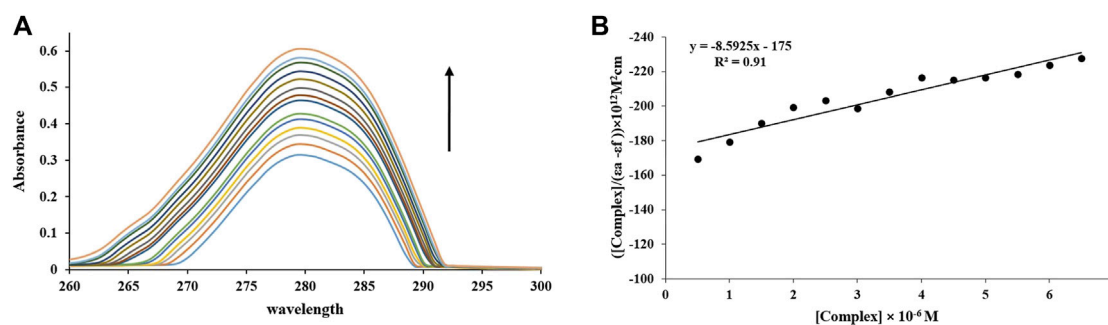 A
0.6
0.5
0.4
0.3
0.2
0.1
0
Absorbance
260 265 270 275 280 285 290 295 300
wavelength
B
-240
-220
-200
-180
-160
-140
-120
-100
([Complex]/(εa -εf ))×10¹²M²cm
y = -8.5925x - 175
R² = 0.91
0 1 2 3 4 5 6
[Complex] × 10⁻⁶ M